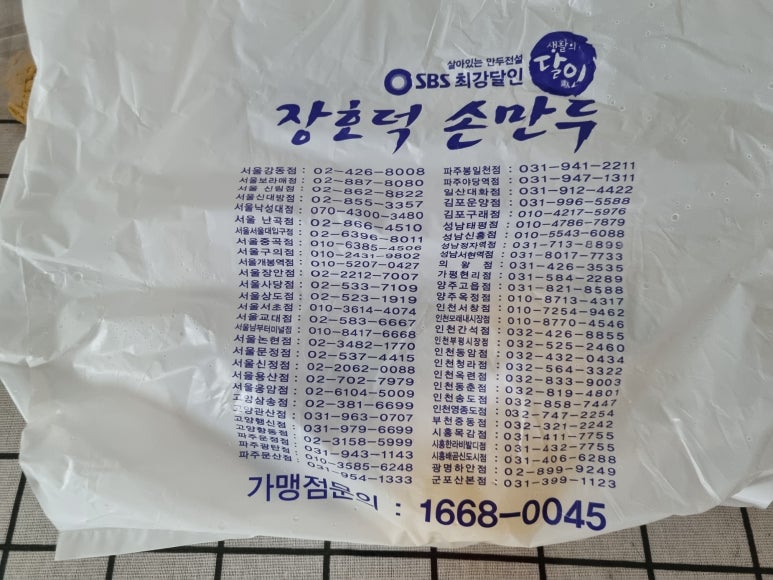 살아있는 만두전설
SBS 최강달인
생활의
달인
장호덕 손만두
서울강동점 : 02-426-8008
서울보라매점 : 02-887-8080
서울 신림점 : 02-862-8822
서울신대방점 : 02-855-3357
서울낙성대점 : 070-4300-3480
서울 난곡점 : 02-866-4510
서울서울대입구점 : 02-6396-8011
서울중곡점 : 010-6385-4506
서울구의점 : 010-2431-9802
서울개봉역점 : 010-5207-0427
서울장안점 : 02-2212-7007
서울사당점 : 02-533-7109
서울상도점 : 02-523-1919
서울서초점 : 010-3614-4074
서울교대점 : 02-583-6667
서울남부터미널점 : 010-8417-6668
서울논현점 : 02-3482-1770
서울문정점 : 02-537-4415
서울신정점 : 02-2062-0088
서울용산점 : 02-702-7979
서울응암점 : 02-6104-5009
고양삼송점 : 02-381-6699
고양관산점 : 031-963-0707
고양행신점 : 031-979-6699
고양향동점 : 02-3158-5999
파주운정점 : 031-943-1143
파주광탄점 : 010-3585-6248
파주문산점 : 031-954-1333
파주봉일천점 : 031-941-2211
파주야당역점 : 031-947-1311
일산대화점 : 031-912-4422
김포운양점 : 031-996-5588
김포구래점 : 010-4217-5976
성남태평점 : 010-4786-7879
성남신흥점 : 010-5543-6088
성남정자역점 : 031-713-8899
성남서현역점 : 031-8017-7733
의 왕 점 : 031-426-3535
가평현리점 : 031-584-2289
양주고읍점 : 031-821-8588
양주옥정점 : 010-8713-4317
인천서창점 : 010-7254-9462
인천모래내시장점 : 010-8770-4546
인천간석점 : 032-426-8855
인천부평시장점 : 032-525-2460
인천동암점 : 032-432-0434
인천청라점 : 032-564-3322
인천옥련점 : 032-833-9003
인천동춘점 : 032-819-4801
인천송도점 : 032-858-7447
인천영종도점 : 032-747-2254
부천중동점 : 032-321-2242
시흥목감점 : 031-411-7755
시흥한라비발디점 : 031-432-7755
시흥배곧신도시점 : 031-406-6288
광명하안점 : 02-899-9249
군포산본점 : 031-399-1123
가맹점문의 : 1668-0045